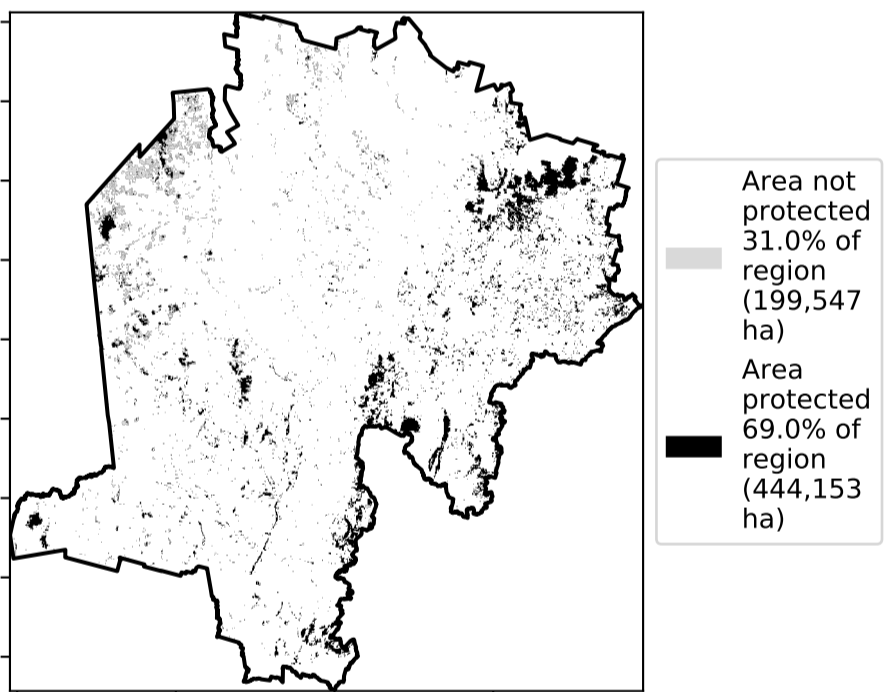 Area not
protected
31.0% of
region
(199,547
ha)
Area
protected
69.0% of
region
(444,153
ha)